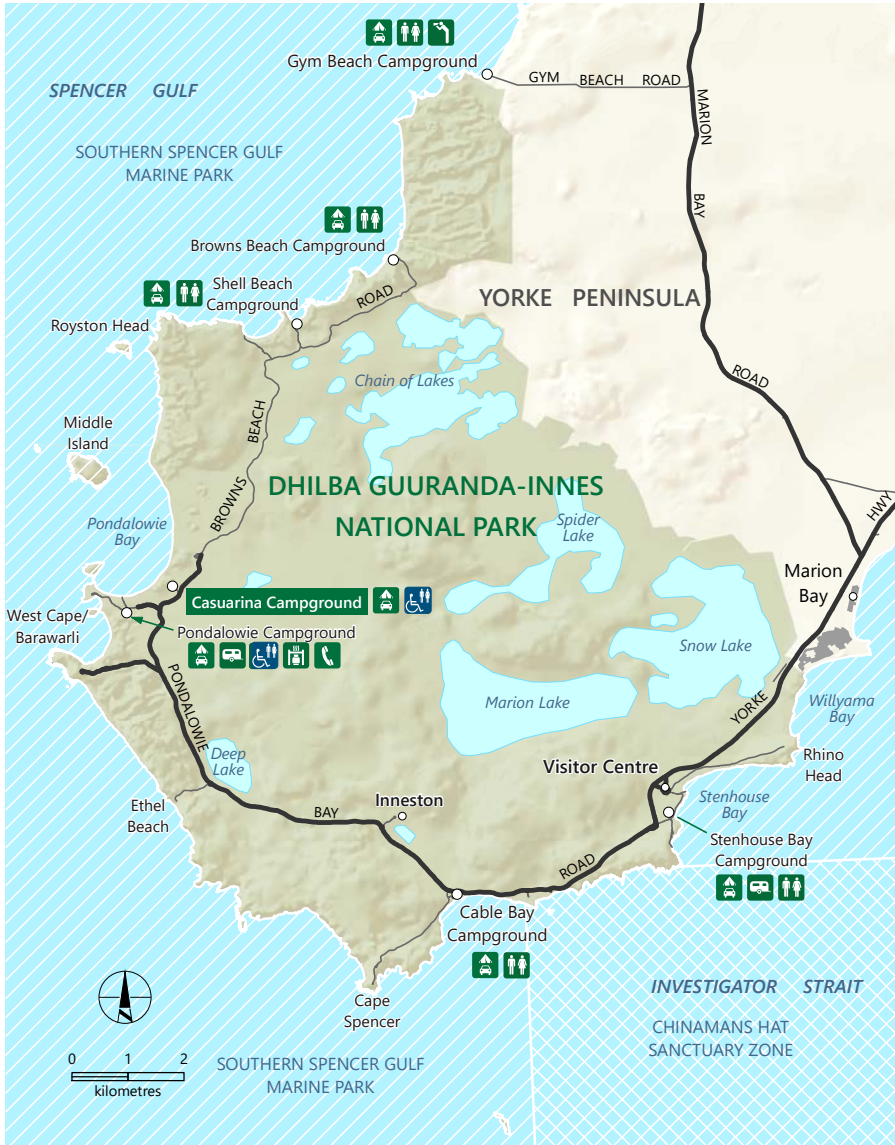 Gym Beach Campground
GYM BEACH ROAD
SPENCER GULF
MARION
SOUTHERN SPENCER GULF
MARINE PARK
BAY
Browns Beach Campground
Shell Beach
Campground
ROAD
YORKE PENINSULA
Royston Head
ROAD
Chain of Lakes
Middle
Island
BEACH
DHILBA GUURANDA-INNES
NATIONAL PARK
BROWNS
Pondalowie
Bay
Spider
Lake
HWY
Marion
Bay
Casuarina Campground
West Cape/
Barawarli
Pondalowie Campground
Snow Lake
PONDALOWIE
Marion Lake
YORKE
Willyama
Bay
Deep
Lake
Visitor Centre
Rhino
Head
Ethel
Beach
BAY
Inneston
Stenhouse
Bay
Stenhouse Bay
Campground
ROAD
Cable Bay
Campground
Cape
Spencer
INVESTIGATOR STRAIT
CHINAMANS HAT
SANCTUARY ZONE
0 1 2
kilometres
SOUTHERN SPENCER GULF
MARINE PARK